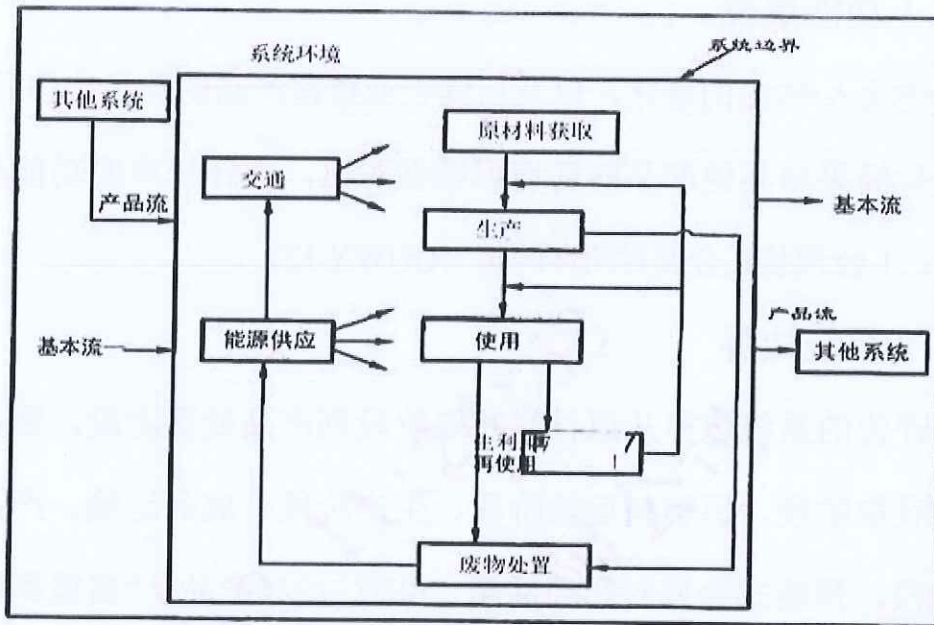 系统环境
系统边界
其他系统
原材料获取
交通
产品流
基本流
生产
产品流
基本流
能源供应
使用
其他系统
再使用
废物处置